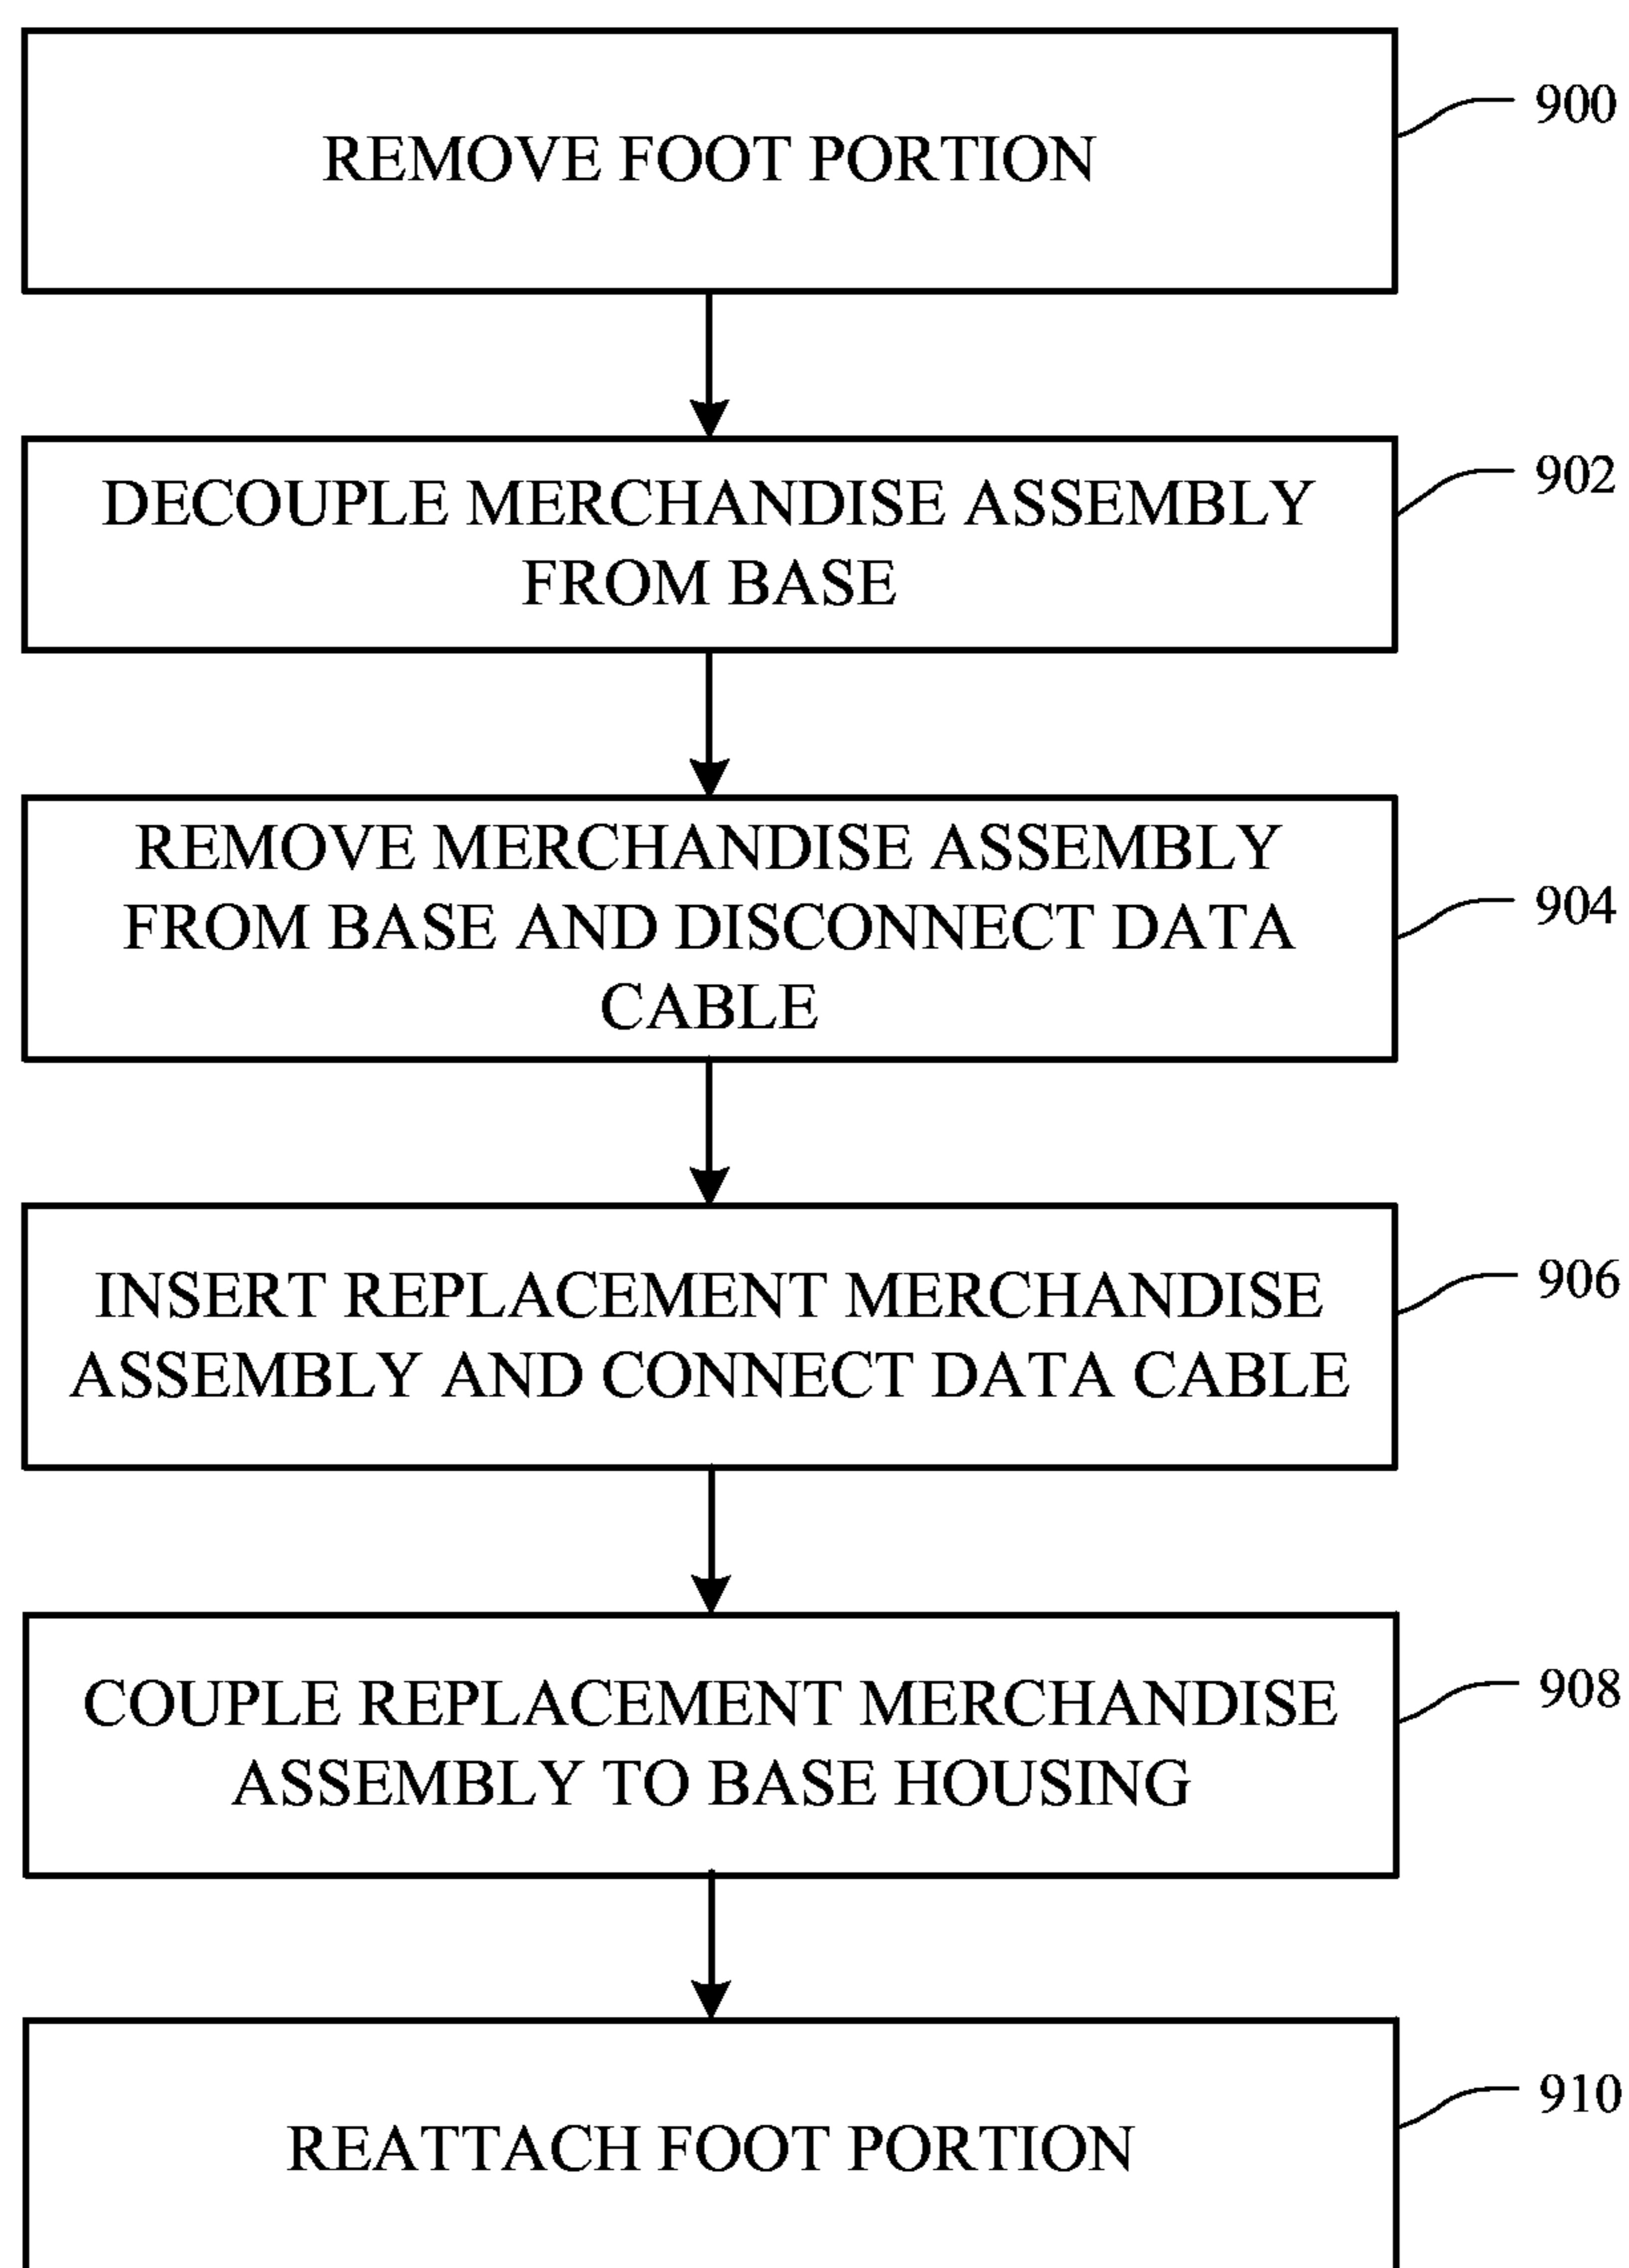 REMOVE FOOT PORTION
900
DECOUPLE MERCHANDISE ASSEMBLY
FROM BASE
902
REMOVE MERCHANDISE ASSEMBLY
FROM BASE AND DISCONNECT DATA
CABLE
904
INSERT REPLACEMENT MERCHANDISE
ASSEMBLY AND CONNECT DATA CABLE
906
COUPLE REPLACEMENT MERCHANDISE
ASSEMBLY TO BASE HOUSING
908
REATTACH FOOT PORTION
910